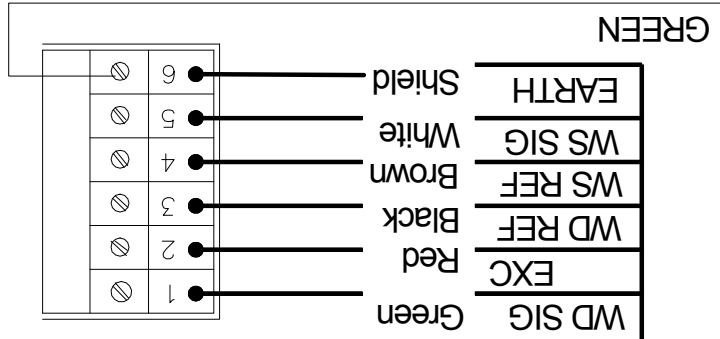 WD SIG Green 1
EXC Red 2
WD REF Black 3
WS REF Brown 4
WS SIG White 5
EARTH Shield 6
GREEN